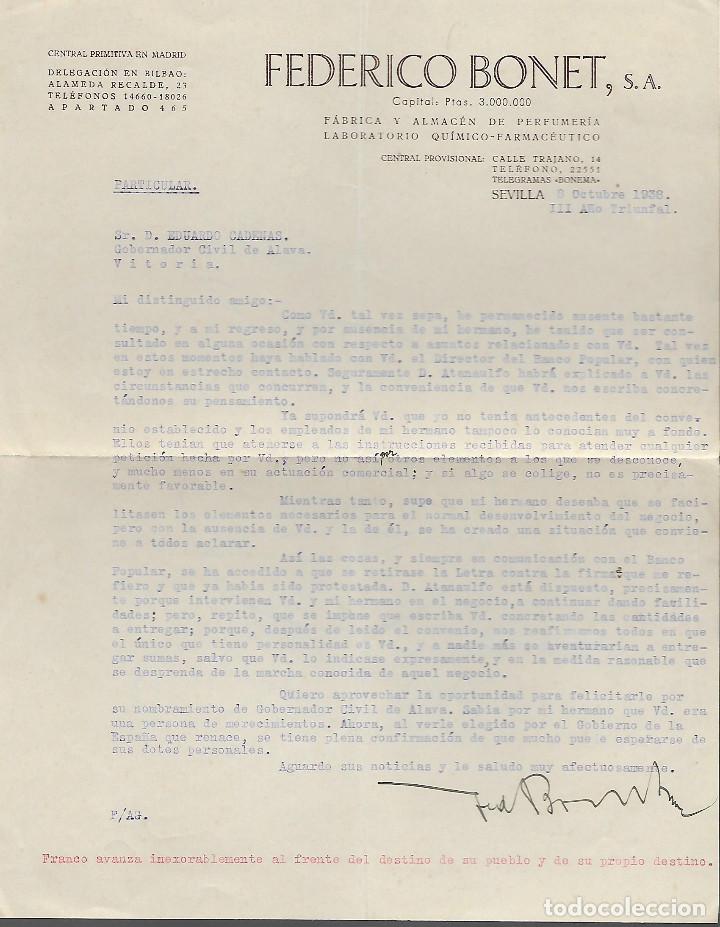 CENTRAL PRIMITIVA EN MADRID
DELEGACIÓN EN BILBAO:
ALAMEDA RECALDE, 23
TELÉFONOS 14660-18026
APARTADO 465
FEDERICO BONET, S.A.
Capital: Ptas. 3.000.000
FÁBRICA Y ALMACÉN DE PERFUMERÍA
LABORATORIO QUÍMICO-FARMACÉUTICO
CENTRAL PROVISIONAL: CALLE TRAJANO, 14
TELÉFONO, 22551
TELEGRAMAS «BONEMA»
SEVILLA 8 Octubre 1938.
III Año Triunfal.
PARTICULAR.
Sr. D. EDUARDO CADENAS.
Gobernador Civil de Alava.
Vitoria.
Mi distinguido amigo:-
Como Vd. tal vez sepa, he permanecido ausente bastante
tiempo, y a mi regreso, y por ausencia de mi hermano, he tenido que ser con-
sultado en alguna ocasión con respecto a asuntos relacionados con Vd. Tal vez
en estos momentos haya hablado con Vd. el Director del Banco Popular, con quien
estoy en estrecho contacto. Seguramente D. Atenaulfo habrá explicado a Vd. las
circunstancias que concurren, y la conveniencia de que Vd. nos escriba concre-
tándonos su pensamiento.
Ya supondrá Vd. que yo no tenia antecedentes del conve-
nio establecido y los empleados de mi hermano tampoco lo conocian muy a fondo.
Ellos tenian que atenerse a las instrucciones recibidas para atender cualquier
petición hecha por Vd., pero no así por otros elementos a los que se desconoce,
y mucho menos en su actuación comercial; y si algo se colige, no es precisa-
mente favorable.
Mientras tanto, supe que mi hermano deseaba que se faci-
litasen los elementos necesarios para el normal desenvolvimiento del negocio,
pero con la ausencia de Vd. y la de él, se ha creado una situación que convie-
ne a todos aclarar.
Así las cosas, y siempre en comunicación con el Banco
Popular, se ha accedido a que se retirase la Letra contra la firma que me re-
fiero y que ya habia sido protestada. D. Atenaulfo está dispuesto, precisamen-
te porque intervienen Vd. y mi hermano en el negocio, a continuar dando facili-
dades; pero, repito, que se impone que escriba Vd. concretando las cantidades
a entregar; porque, después de leido el convenio, nos reafirmamos todos en que
el único que tiene personalidad es Vd., y a nadie más se aventurarian a entre-
gar sumas, salvo que Vd. lo indicase expresamente, y en la medida razonable que
se desprenda de la marcha conocida de aquel negocio.
Quiero aprovechar la oportunidad para felicitarle por
su nombramiento de Gobernador Civil de Alava. Sabia por mi hermano que Vd. era
una persona de merecimientos. Ahora, al verle elegido por el Gobierno de la
España que renace, se tiene plena confirmación de que mucho puede esperarse de
sus dotes personales.
Aguardo sus noticias y le saludo muy afectuosamente.
F/AG.
Franco avanza inexorablemente al frente del destino de su pueblo y de su propio destino.
todocoleccion.net